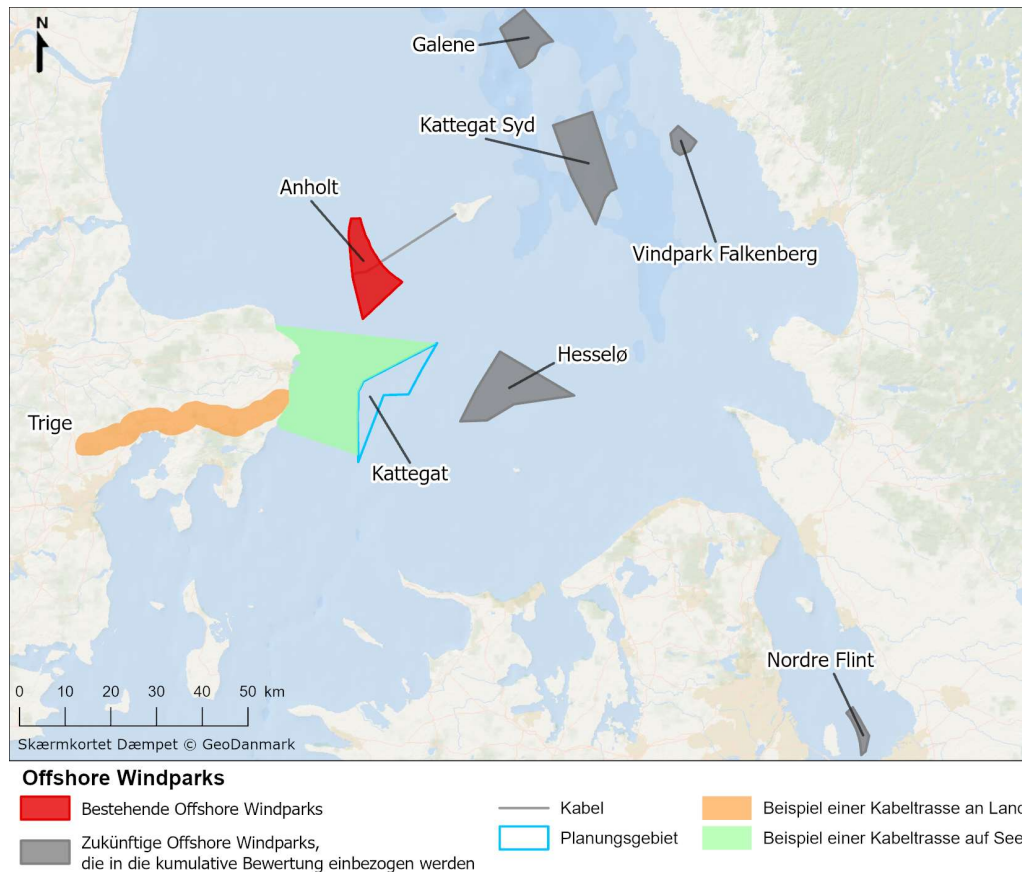 N
Galene
Kattegat Syd
Anholt
Vindpark Falkenberg
Hesselø
Trige
Kattegat
Nordre Flint
0 10 20 30 40 50 km
Skærmkortet Dæmpet © GeoDanmark
Offshore Windparks
Bestehende Offshore Windparks
Zukünftige Offshore Windparks,
die in die kumulative Bewertung einbezogen werden
Kabel
Planungsgebiet
Beispiel einer Kabeltrasse an Land
Beispiel einer Kabeltrasse auf See